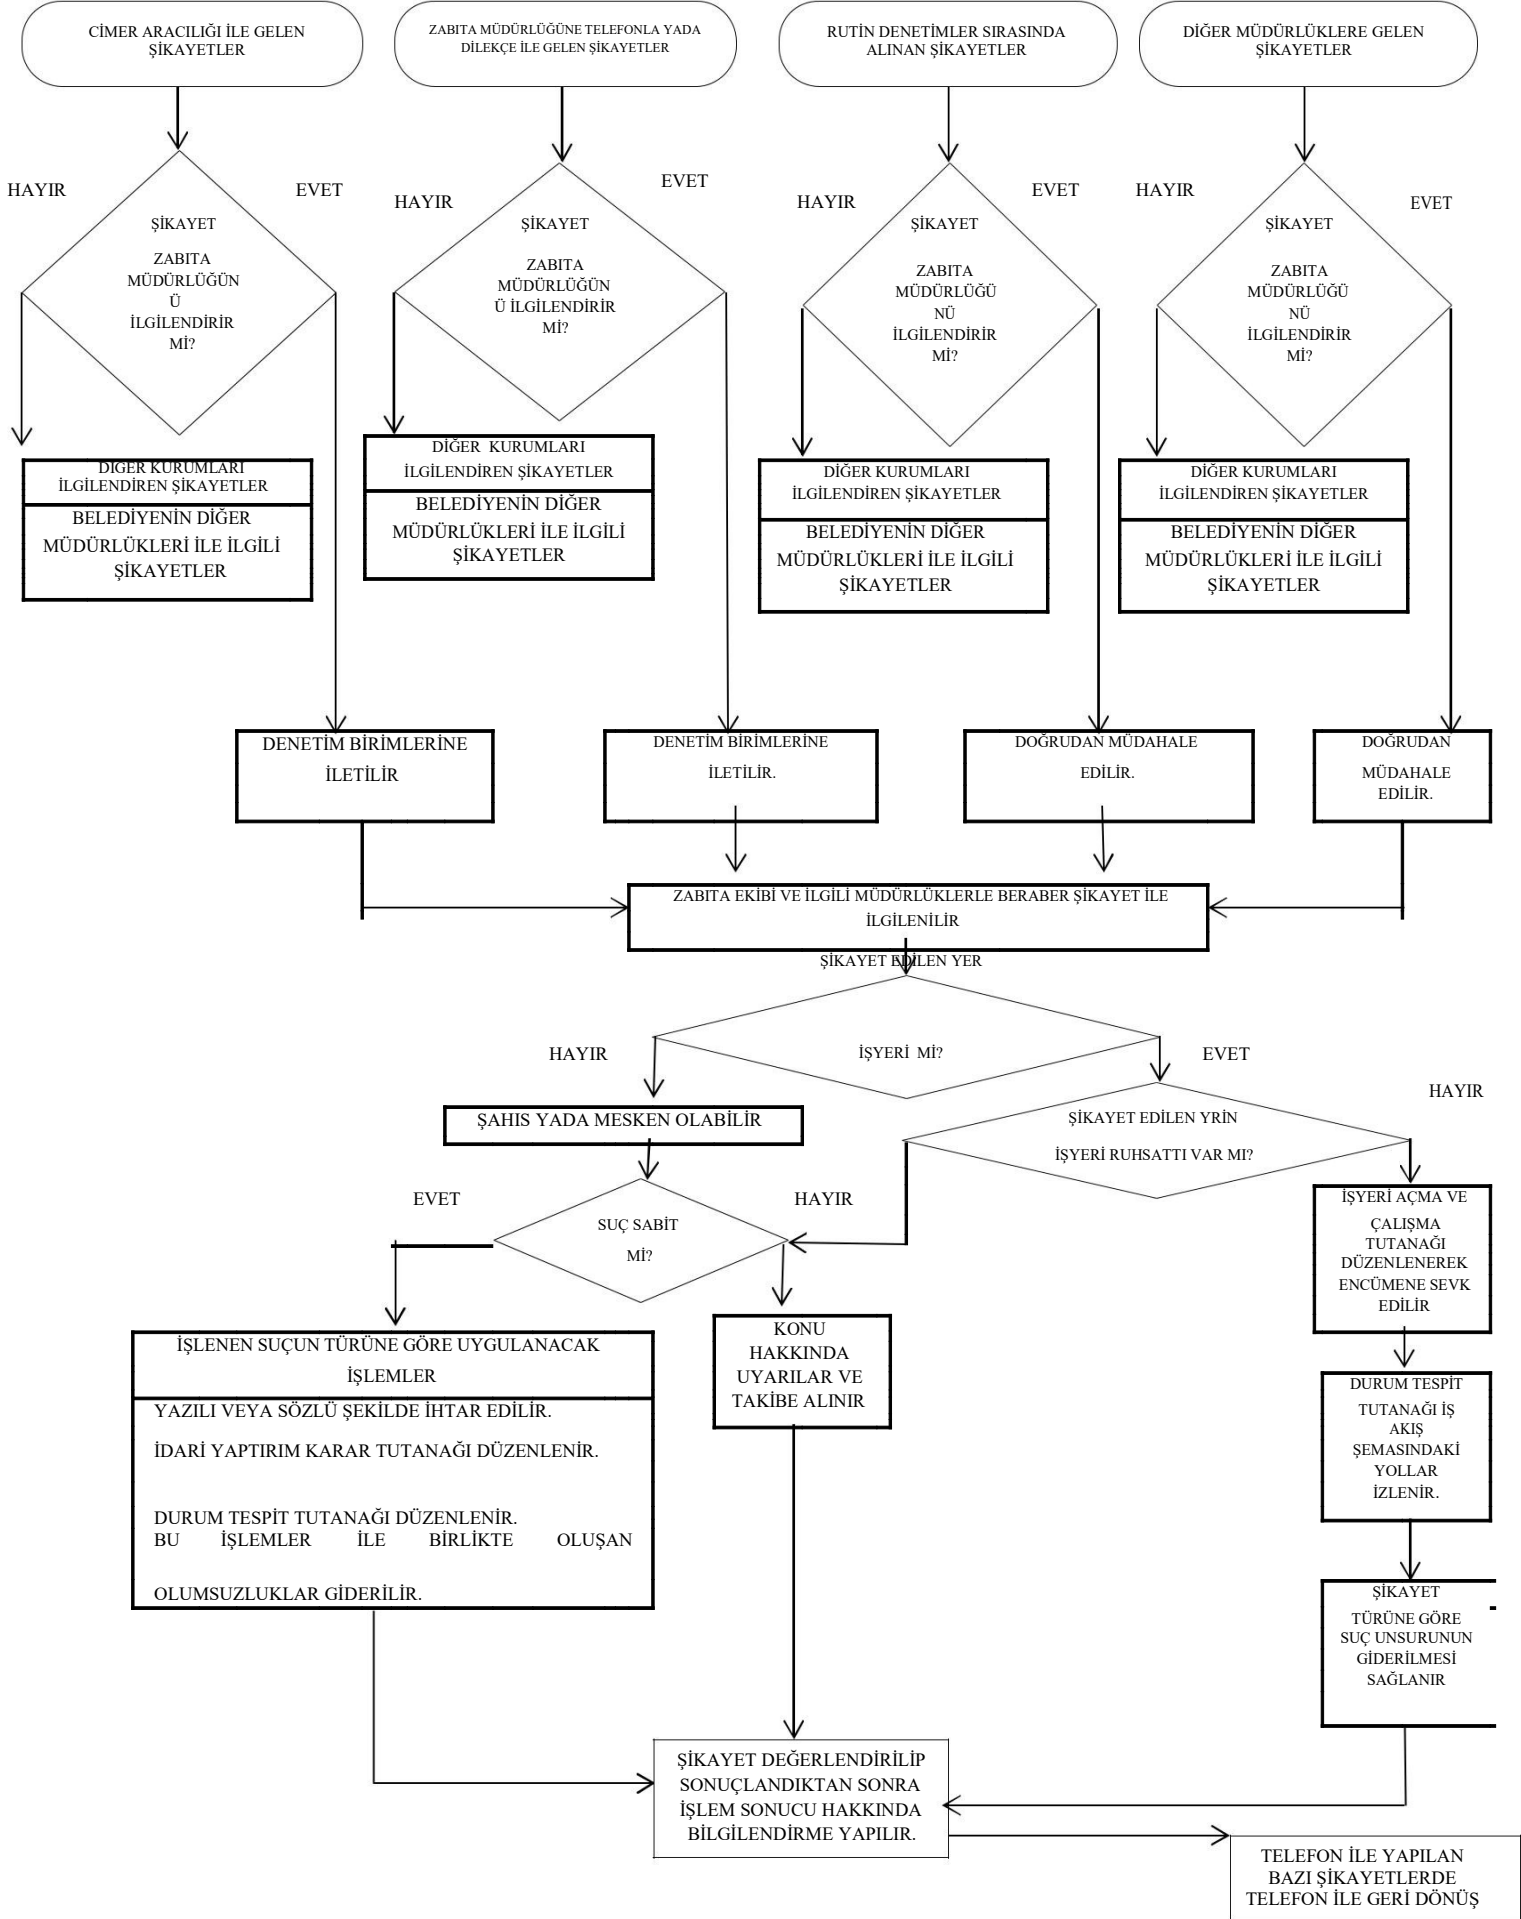 CİMER ARACILIĞI İLE GELEN
ŞİKAYETLER
ZABITA MÜDÜRLÜĞÜNE TELEFONLA YADA
DİLEKÇE İLE GELEN ŞİKAYETLER
RUTİN DENETİMLER SIRASINDA
ALINAN ŞİKAYETLER
DİĞER MÜDÜRLÜKLERE GELEN
ŞİKAYETLER
HAYIR
EVET
ŞİKAYET
ZABITA
MÜDÜRLÜĞÜN
Ü
İLGİLENDİRİR
Mİ?
HAYIR
EVET
ŞİKAYET
ZABITA
MÜDÜRLÜĞÜN
Ü İLGİLENDİRİR
Mİ?
HAYIR
EVET
ŞİKAYET
ZABITA
MÜDÜRLÜĞÜ
NÜ
İLGİLENDİRİR
Mİ?
HAYIR
EVET
ŞİKAYET
ZABITA
MÜDÜRLÜĞÜ
NÜ
İLGİLENDİRİR
Mİ?
DIĞER KURUMLARI
İLGİLENDİREN ŞİKAYETLER
BELEDİYENİN DİĞER
MÜDÜRLÜKLERİ İLE İLGİLİ
ŞİKAYETLER
DİĞER KURUMLARI
İLGİLENDİREN ŞİKAYETLER
BELEDİYENİN DİĞER
MÜDÜRLÜKLERİ İLE İLGİLİ
ŞİKAYETLER
DİĞER KURUMLARI
İLGİLENDİREN ŞİKAYETLER
BELEDİYENİN DİĞER
MÜDÜRLÜKLERİ İLE İLGİLİ
ŞİKAYETLER
DİĞER KURUMLARI
İLGİLENDİREN ŞİKAYETLER
BELEDİYENİN DİĞER
MÜDÜRLÜKLERİ İLE İLGİLİ
ŞİKAYETLER
DENETİM BİRİMLERİNE
İLETİLİR
DENETİM BİRİMLERİNE
İLETİLİR.
DOĞRUDAN MÜDAHALE
EDİLİR.
DOĞRUDAN
MÜDAHALE
EDİLİR.
ZABITA EKİBİ VE İLGİLİ MÜDÜRLÜKLERLE BERABER ŞİKAYET İLE
İLGİLENİLİR
ŞİKAYET EDİLEN YER
İŞYERİ Mİ?
HAYIR
EVET
HAYIR
ŞAHIS YADA MESKEN OLABİLİR
ŞİKAYET EDİLEN YRİN
İŞYERİ RUHSATTI VAR MI?
EVET
SUÇ SABİT
Mİ?
HAYIR
İŞYERİ AÇMA VE
ÇALIŞMA
TUTANAĞI
DÜZENLENEREK
ENCÜMENE SEVK
EDİLİR
İŞLENEN SUÇUN TÜRÜNE GÖRE UYGULANACAK
İŞLEMLER
YAZILI VEYA SÖZLÜ ŞEKİLDE İHTAR EDİLİR.
İDARİ YAPTIRIM KARAR TUTANAĞI DÜZENLENİR.
DURUM TESPİT TUTANAĞI DÜZENLENİR.
BU İŞLEMLER İLE BİRLİKTE OLUŞAN
OLUMSUZLUKLAR GİDERİLİR.
KONU
HAKKINDA
UYARILAR VE
TAKİBE ALINIR
DURUM TESPİT
TUTANAĞI İŞ
AKIŞ
ŞEMASINDAKİ
YOLLAR
İZLENİR.
ŞİKAYET
TÜRÜNE GÖRE
SUÇ UNSURUNUN
GİDERİLMESİ
SAĞLANIR
ŞİKAYET DEĞERLENDİRİLİP
SONUÇLANDIKTAN SONRA
İŞLEM SONUCU HAKKINDA
BİLGİLENDİRME YAPILIR.
TELEFON İLE YAPILAN
BAZI ŞİKAYETLERDE
TELEFON İLE GERİ DÖNÜŞ